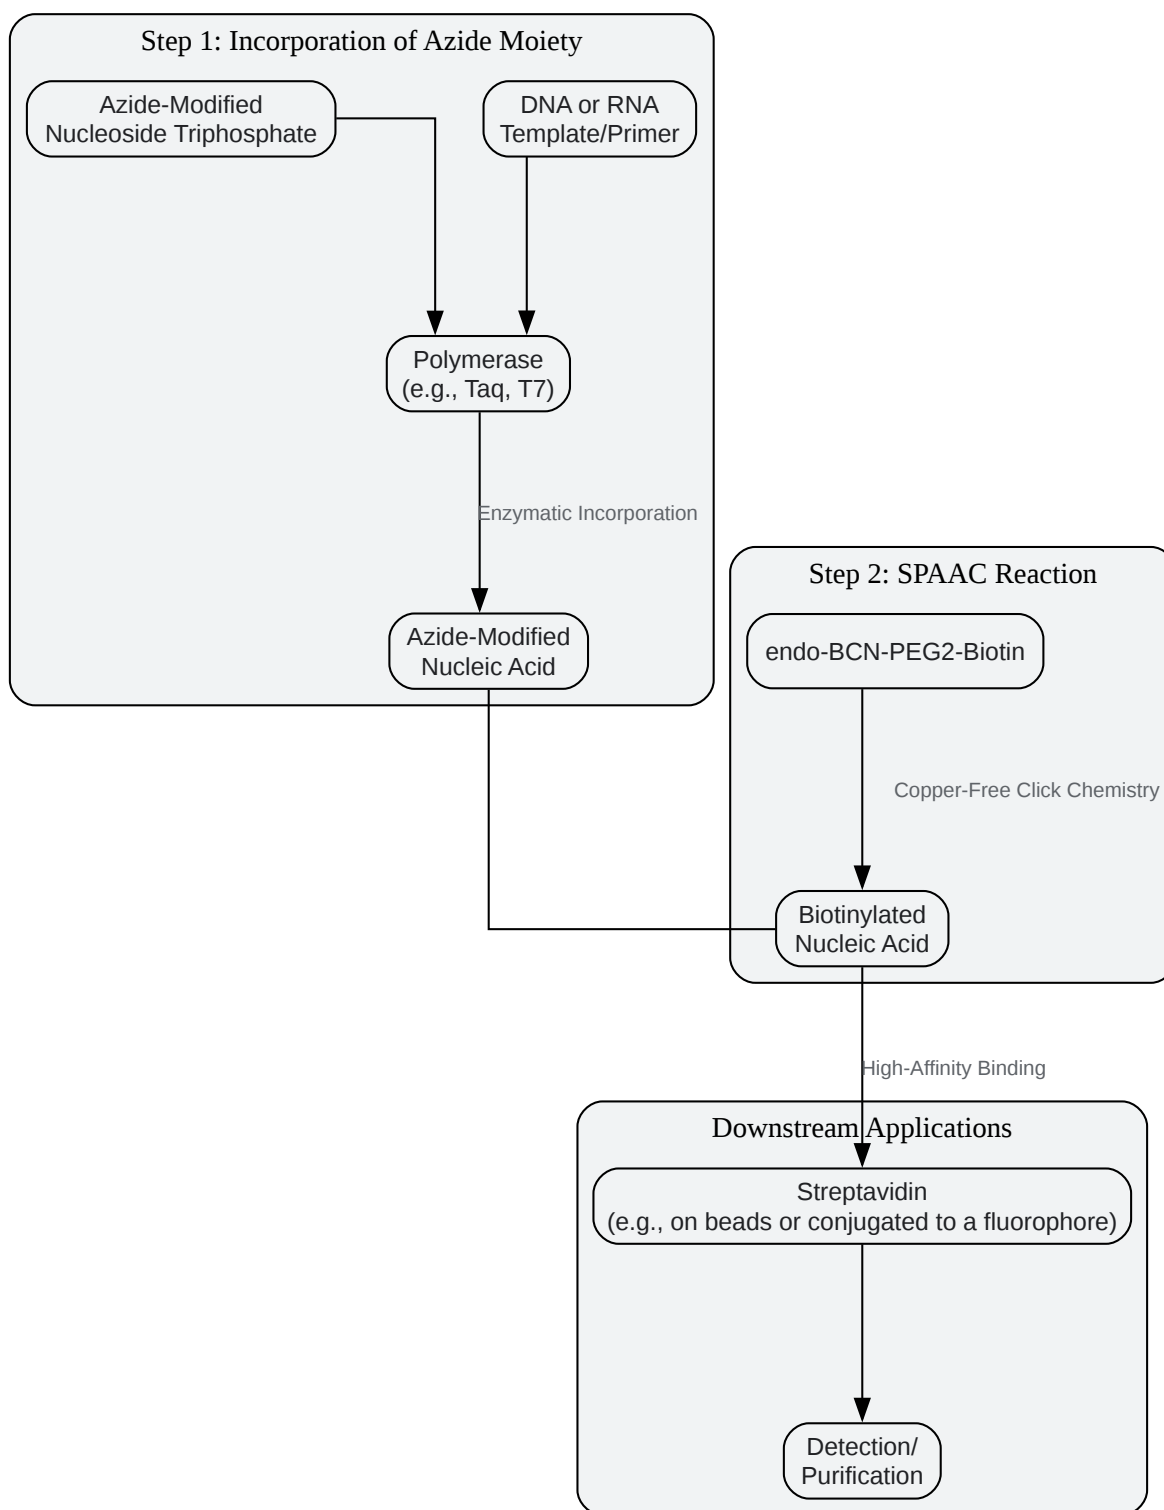 Step 1: Incorporation of Azide Moiety
Azide-Modified
Nucleoside Triphosphate
DNA or RNA
Template/Primer
Polymerase
(e.g., Taq, T7)
Enzymatic Incorporation
Azide-Modified
Nucleic Acid
Step 2: SPAAC Reaction
endo-BCN-PEG2-Biotin
Copper-Free Click Chemistry
Biotinylated
Nucleic Acid
High-Affinity Binding
Downstream Applications
Streptavidin
(e.g., on beads or conjugated to a fluorophore)
Detection/
Purification